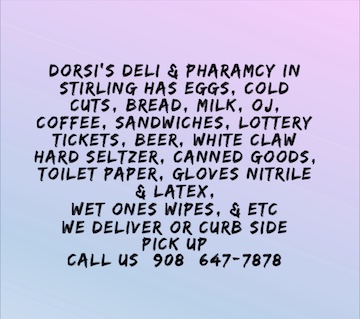 DORSI'S DELI & PHARAMCY IN
STIRLING HAS EGGS, COLD
CUTS, BREAD, MILK, OJ,
COFFEE, SANDWICHES, LOTTERY
TICKETS, BEER, WHITE CLAW
HARD SELTZER, CANNED GOODS,
TOILET PAPER, GLOVES NITRILE
& LATEX,
WET ONES WIPES, & ETC
WE DELIVER OR CURB SIDE
PICK UP
CALL US 908 647-7878